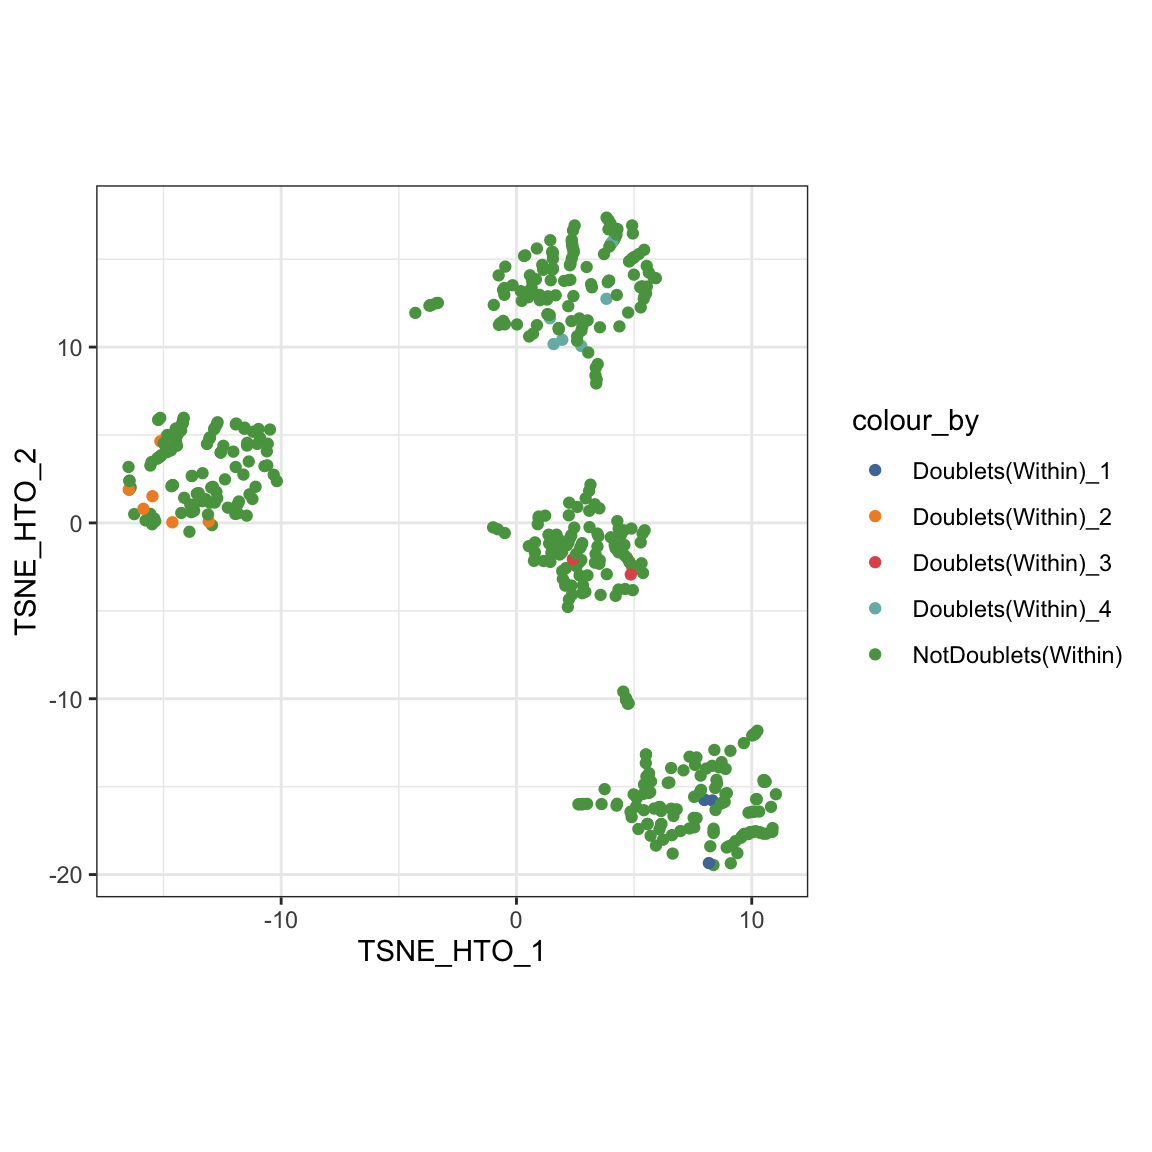 10
0
-10
-20
TSNE_HTO_2
-10
0
10
TSNE_HTO_1
colour_by
Doublets(Within)_1
Doublets(Within)_2
Doublets(Within)_3
Doublets(Within)_4
NotDoublets(Within)